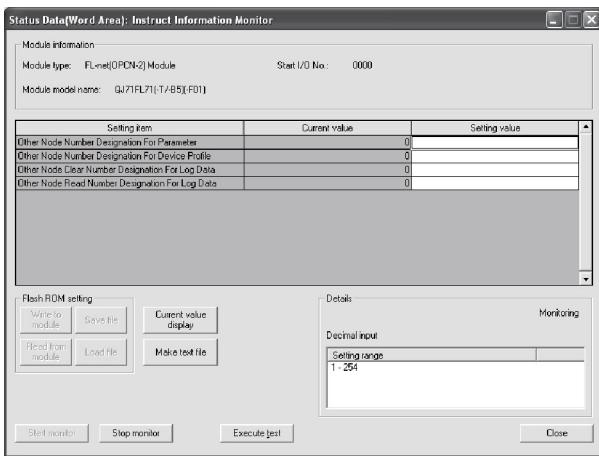 Status Data(Word Area): Instruct Information Monitor
Module information
Module type: FL-net(OPCN-2) Module Start I/O No.: 0000
Module model name: QJ71FL71(-T/-B5)(-F01)
Setting item Current value Setting value
Other Node Number Designation For Parameter 0
Other Node Number Designation For Device Profile 0
Other Node Clear Number Designation For Log Data 0
Other Node Read Number Designation For Log Data 0
Flash ROM setting
Write to module
Save file
Current value display
Read from module
Load file
Make text file
Details
Monitoring
Decimal input
Setting range
1 - 254
Start monitor Stop monitor Execute test Close